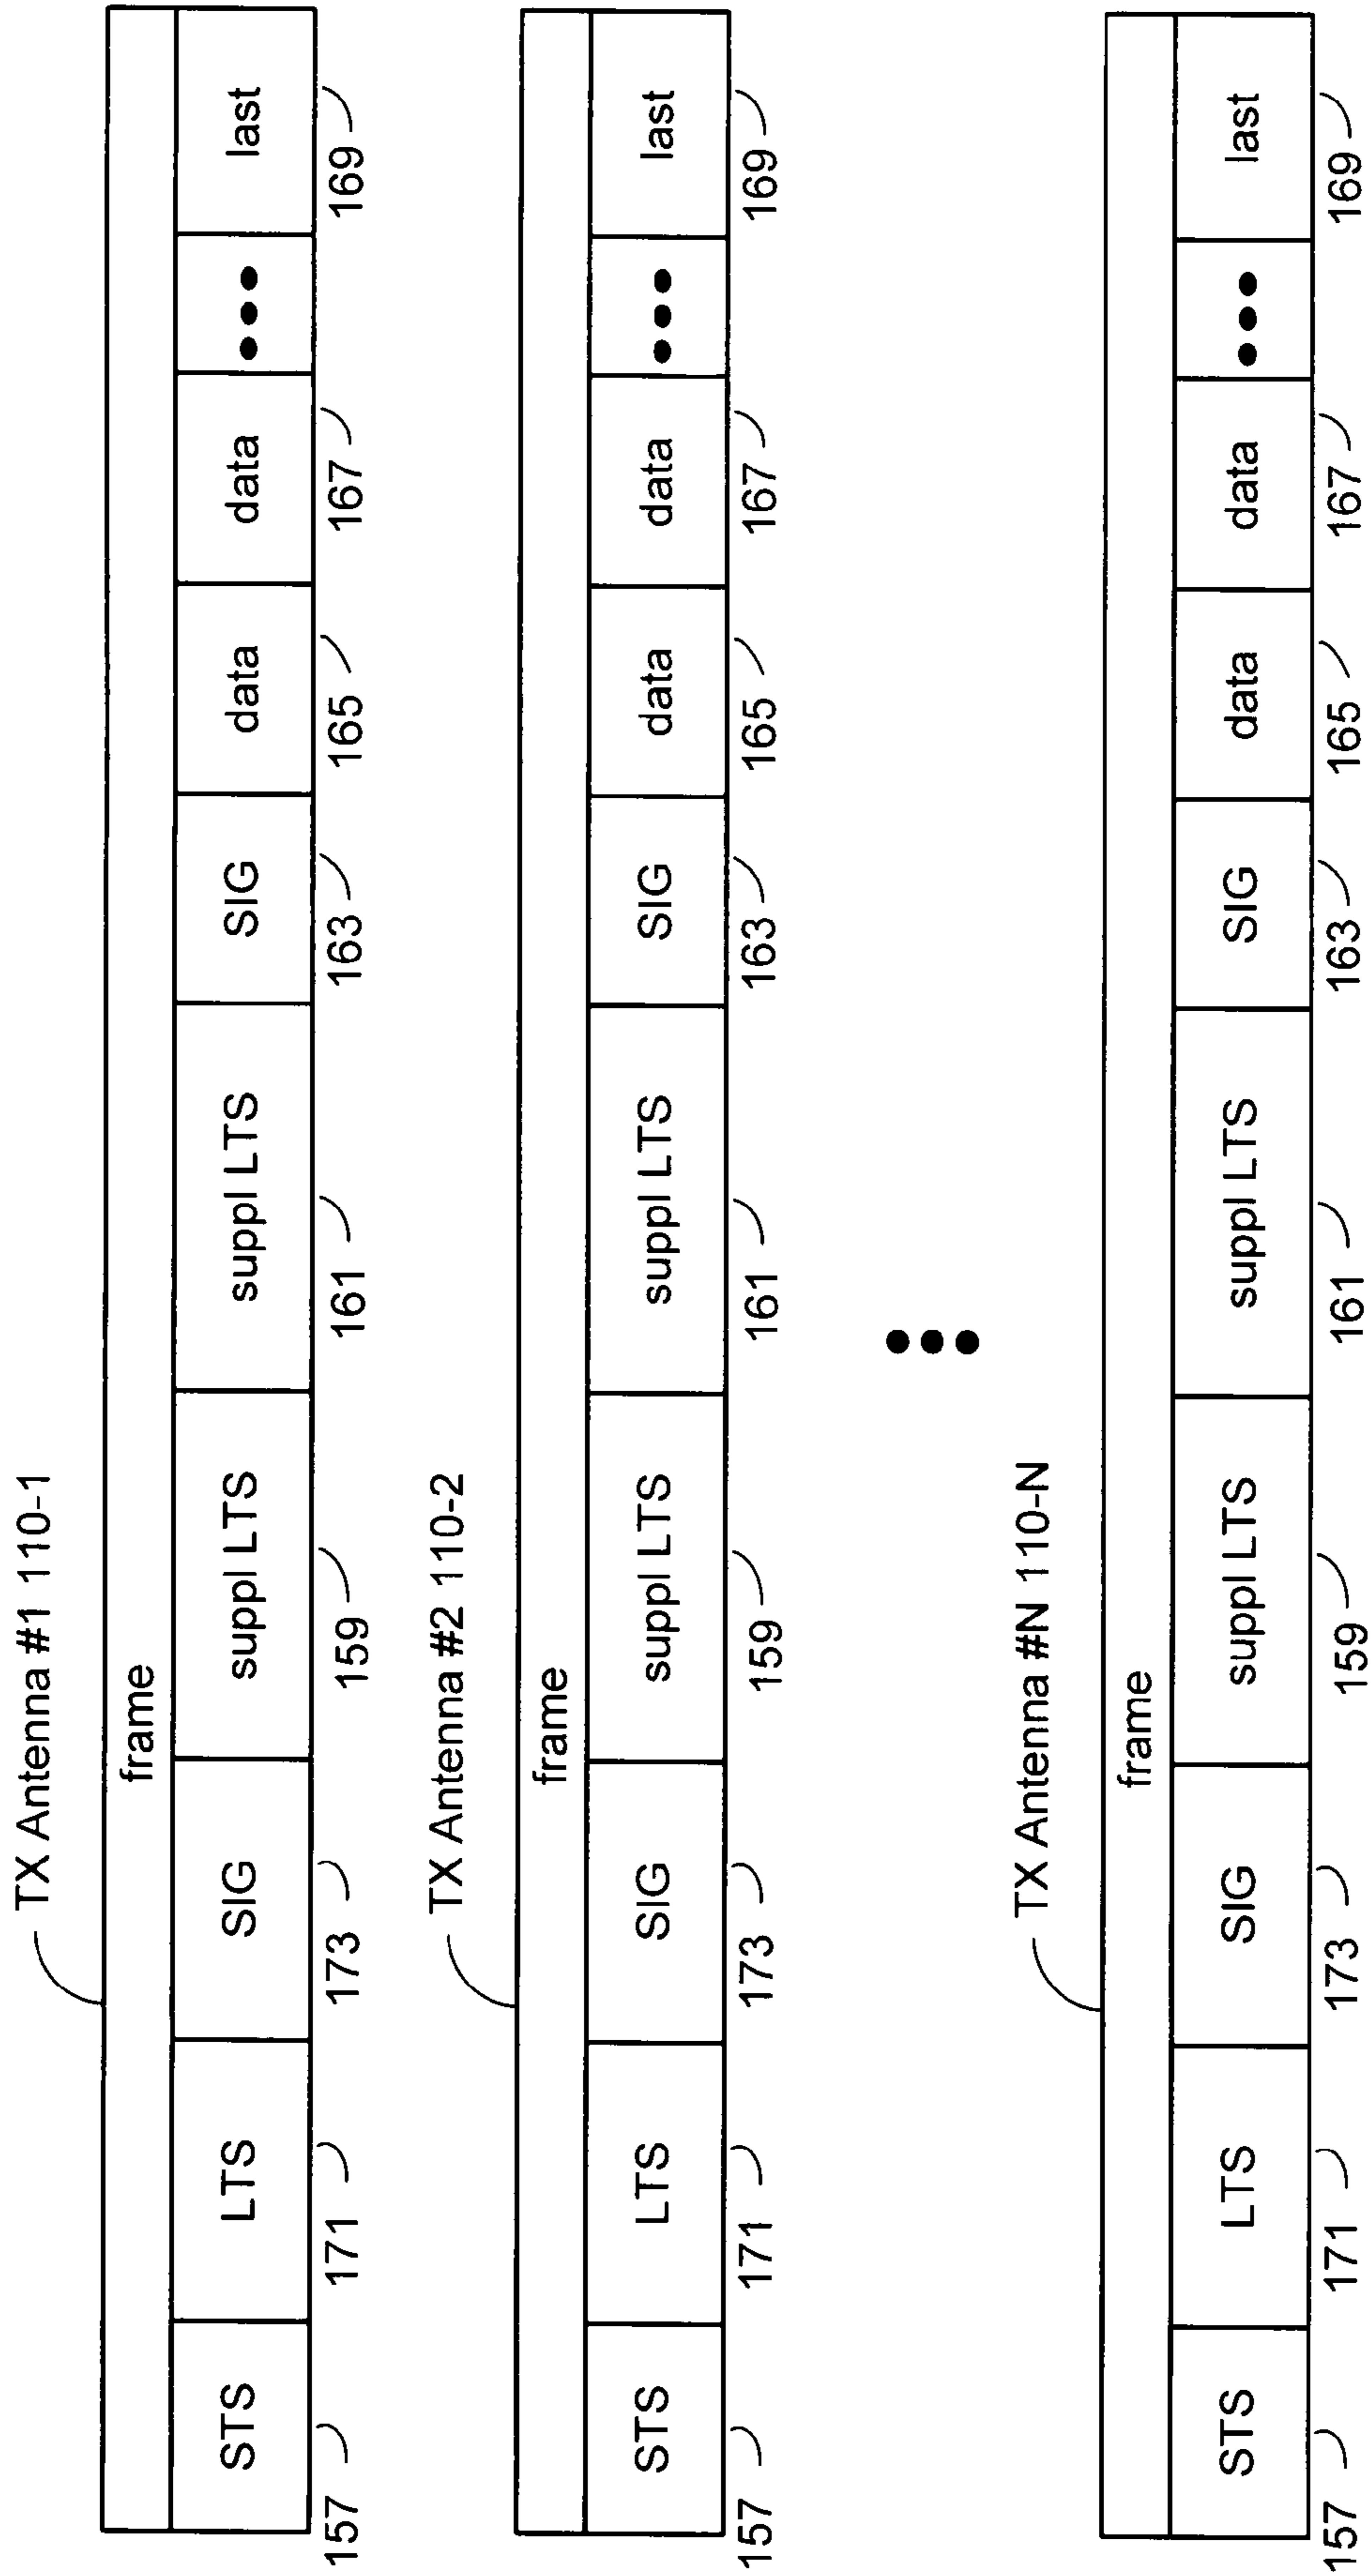 TX Antenna #1 110-1
frame
STS LTS SIG suppl LTS suppl LTS SIG data data ••• last
157 171 173 159 161 163 165 167 169
TX Antenna #2 110-2
frame
STS LTS SIG suppl LTS suppl LTS SIG data data ••• last
157 171 173 159 161 163 165 167 169
•••
TX Antenna #N 110-N
frame
STS LTS SIG suppl LTS suppl LTS SIG data data ••• last
157 171 173 159 161 163 165 167 169